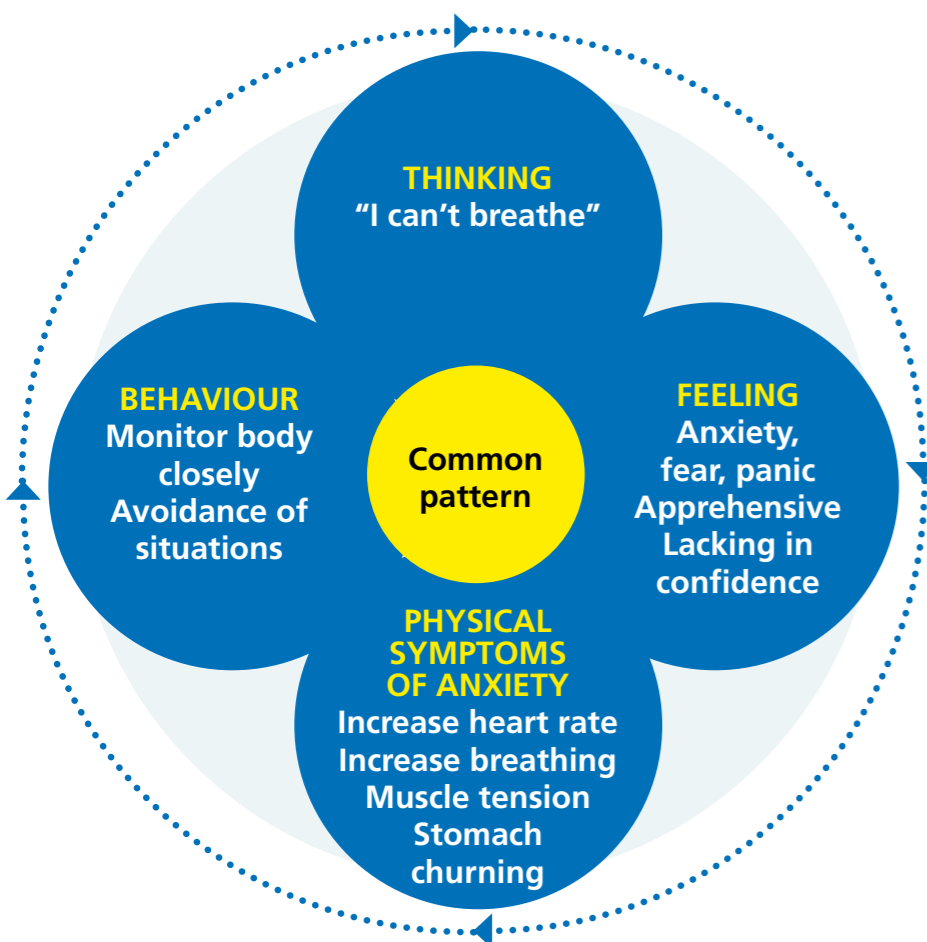 THINKING
“I can’t breathe”
BEHAVIOUR
Monitor body
closely
Avoidance of
situations
Common
pattern
FEELING
Anxiety,
fear, panic
Apprehensive
Lacking in
confidence
PHYSICAL
SYMPTOMS
OF ANXIETY
Increase heart rate
Increase breathing
Muscle tension
Stomach
churning